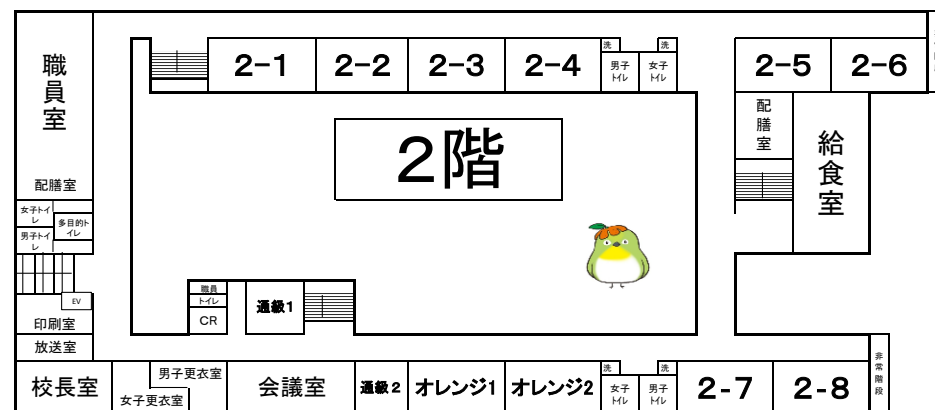 職員室
2-1
2-2
2-3
2-4
洗
男子トイレ
洗
女子トイレ
2-5
2-6
配膳室
給食室
2階
配膳室
女子トイレ
多目的トイレ
男子トイレ
EV
印刷室
放送室
職員
トイレ
CR
通級1
校長室
男子更衣室
女子更衣室
会議室
通級2
オレンジ1
オレンジ2
洗
女子トイレ
洗
男子トイレ
2-7
2-8
非常階段